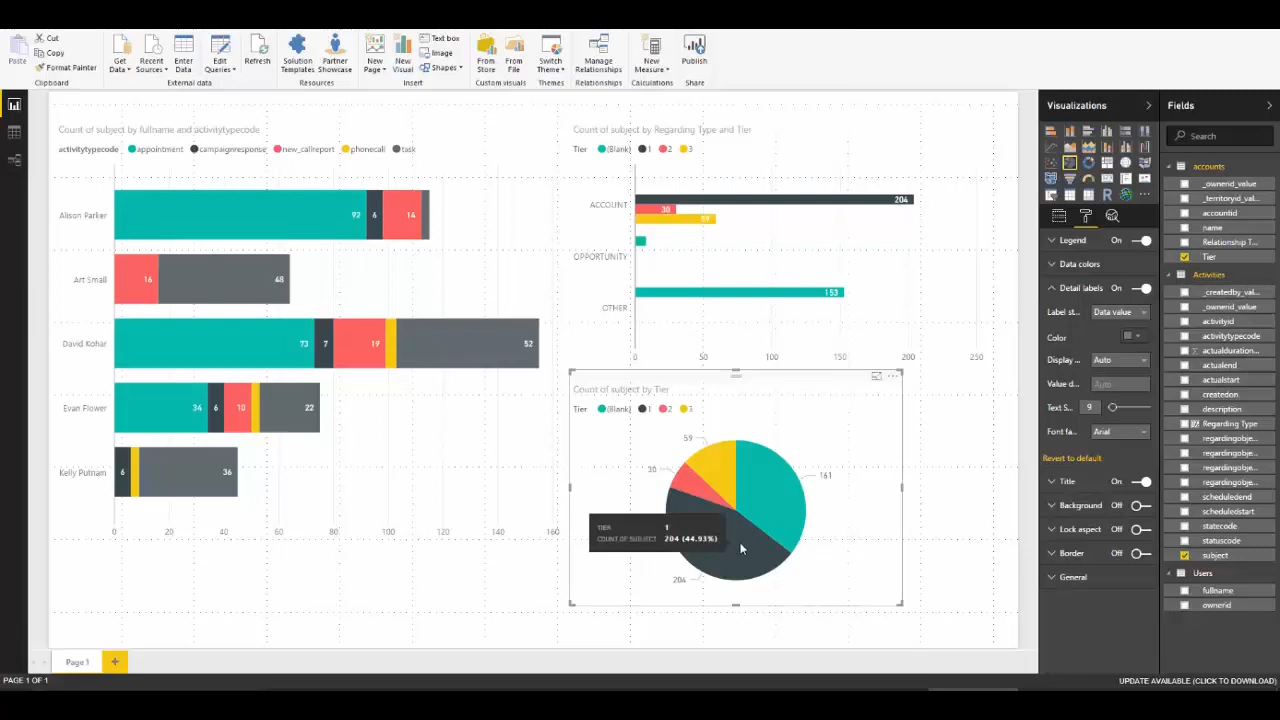 Paste
Cut
Copy
Format Painter
Clipboard
Get Data
Recent Sources
Enter Data
Edit Queries
External data
Refresh
Solution Templates
Partner Showcase
Resources
New Page
New Visual
Text box
Image
Shapes
Insert
From Store
From File
Custom visuals
Switch Theme
Themes
Manage Relationships
Relationships
New Measure
Calculations
Publish
Share
Count of subject by fullname and activitytypecode
activitytypecode appointment campaignresponse new_callreport phonecall task
Alison Parker 92 6 14
Art Small 16 48
David Kohar 73 7 19 52
Evan Flower 34 6 10 22
Kelly Putnam 6 36
0 20 40 60 80 100 120 140 160
Count of subject by Regarding Type and Tier
Tier (Blank) 1 2 3
ACCOUNT 204
30
59
OPPORTUNITY
OTHER 153
0 50 100 150 200 250
Count of subject by Tier
Tier (Blank) 1 2 3
59
30
161
204
TIER 1
COUNT OF SUBJECT 204 (44.93%)
Visualizations
Legend On
Data colors
Detail labels On
Label st... Data value
Color
Display... Auto
Value d... Auto
Text S... 9
Font fa... Arial
Revert to default
Title On
Background Off
Lock aspect Off
Border Off
General
Fields
Search
accounts
_ownerid_value
_territoryid_val...
accountid
name
Relationship T...
Tier
Activities
_createdby_val...
_ownerid_value
activityid
activitytypecode
actualduration...
actualend
actualstart
createdon
description
Regarding Type
regardingobje...
regardingobje...
regardingobje...
regardingobje...
scheduledend
scheduledstart
statecode
statuscode
subject
Users
fullname
ownerid
Page 1
PAGE 1 OF 1
UPDATE AVAILABLE (CLICK TO DOWNLOAD)